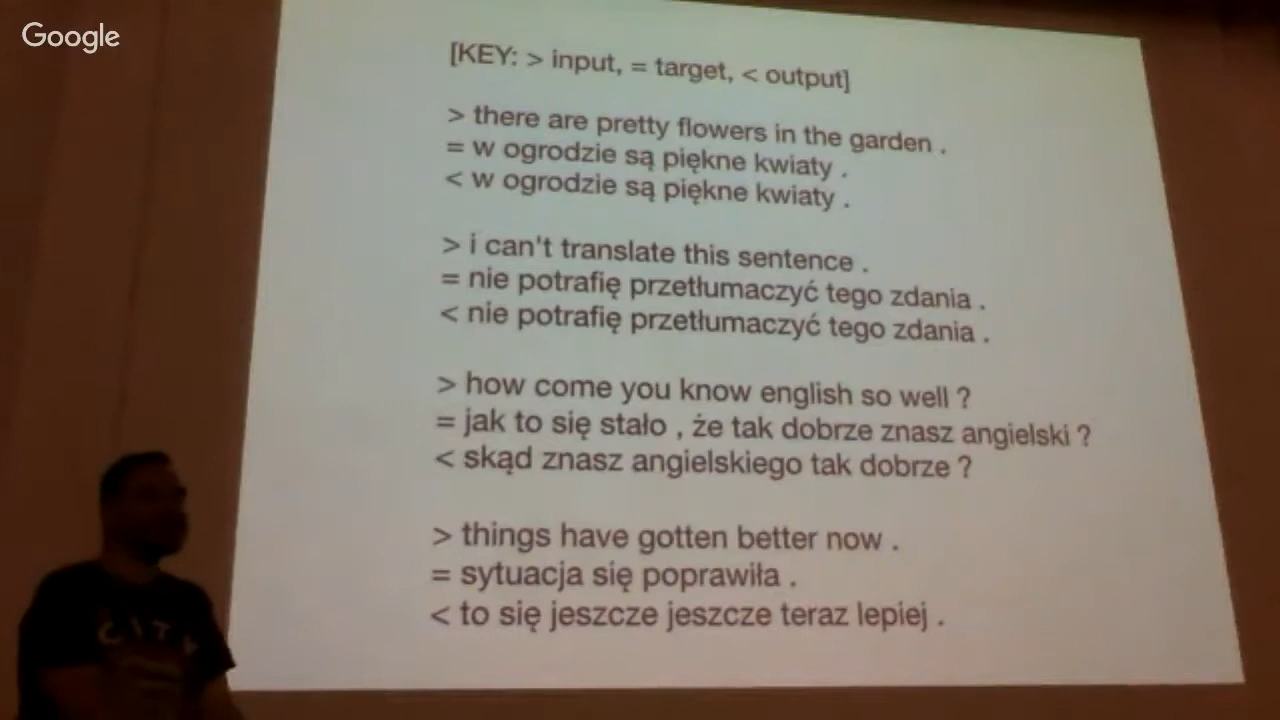 Google
[KEY: > input, = target, < output]
> there are pretty flowers in the garden .
= w ogrodzie są piękne kwiaty .
< w ogrodzie są piękne kwiaty .
> i can't translate this sentence .
= nie potrafię przetłumaczyć tego zdania .
< nie potrafię przetłumaczyć tego zdania .
> how come you know english so well ?
= jak to się stało , że tak dobrze znasz angielski ?
< skąd znasz angielskiego tak dobrze ?
> things have gotten better now .
= sytuacja się poprawiła .
< to się jeszcze jeszcze teraz lepiej .
CITY